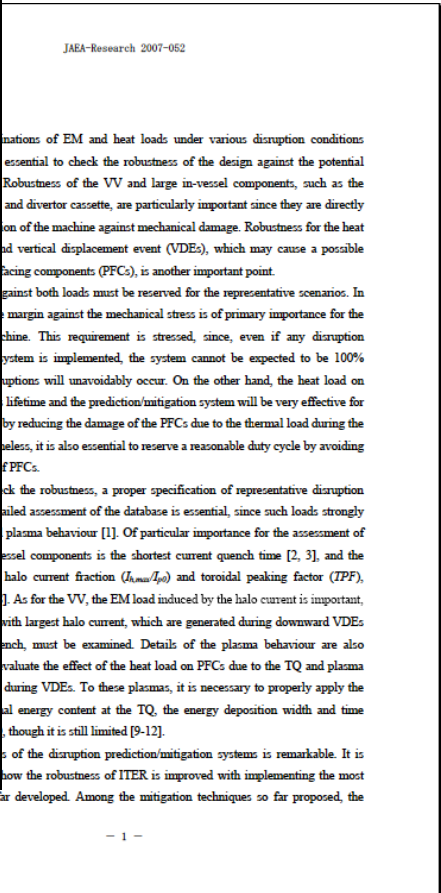 JAEA-Research 2007-052
inations of EM and heat loads under various disruption conditions
essential to check the robustness of the design against the potential
Robustness of the VV and large in-vessel components, such as the
and divertor cassette, are particularly important since they are directly
ion of the machine against mechanical damage. Robustness for the heat
nd vertical displacement event (VDEs), which may cause a possible
facing components (PFCs), is another important point.
gainst both loads must be reserved for the representative scenarios. In
e margin against the mechanical stress is of primary importance for the
chine. This requirement is stressed, since, even if any disruption
system is implemented, the system cannot be expected to be 100%
uptions will unavoidably occur. On the other hand, the heat load on
s lifetime and the prediction/mitigation system will be very effective for
by reducing the damage of the PFCs due to the thermal load during the
neless, it is also essential to reserve a reasonable duty cycle by avoiding
f PFCs.
eck the robustness, a proper specification of representative disruption
ailed assessment of the database is essential, since such loads strongly
plasma behaviour [1]. Of particular importance for the assessment of
essel components is the shortest current quench time [2, 3], and the
halo current fraction (Ih,max/Ip0) and toroidal peaking factor (TPF),
]. As for the VV, the EM load induced by the halo current is important,
with largest halo current, which are generated during downward VDEs
ench, must be examined. Details of the plasma behaviour are also
evaluate the effect of the heat load on PFCs due to the TQ and plasma
during VDEs. To these plasmas, it is necessary to properly apply the
al energy content at the TQ, the energy deposition width and time
, though it is still limited [9-12].
s of the disruption prediction/mitigation systems is remarkable. It is
how the robustness of ITER is improved with implementing the most
far developed. Among the mitigation techniques so far proposed, the
- 1 -